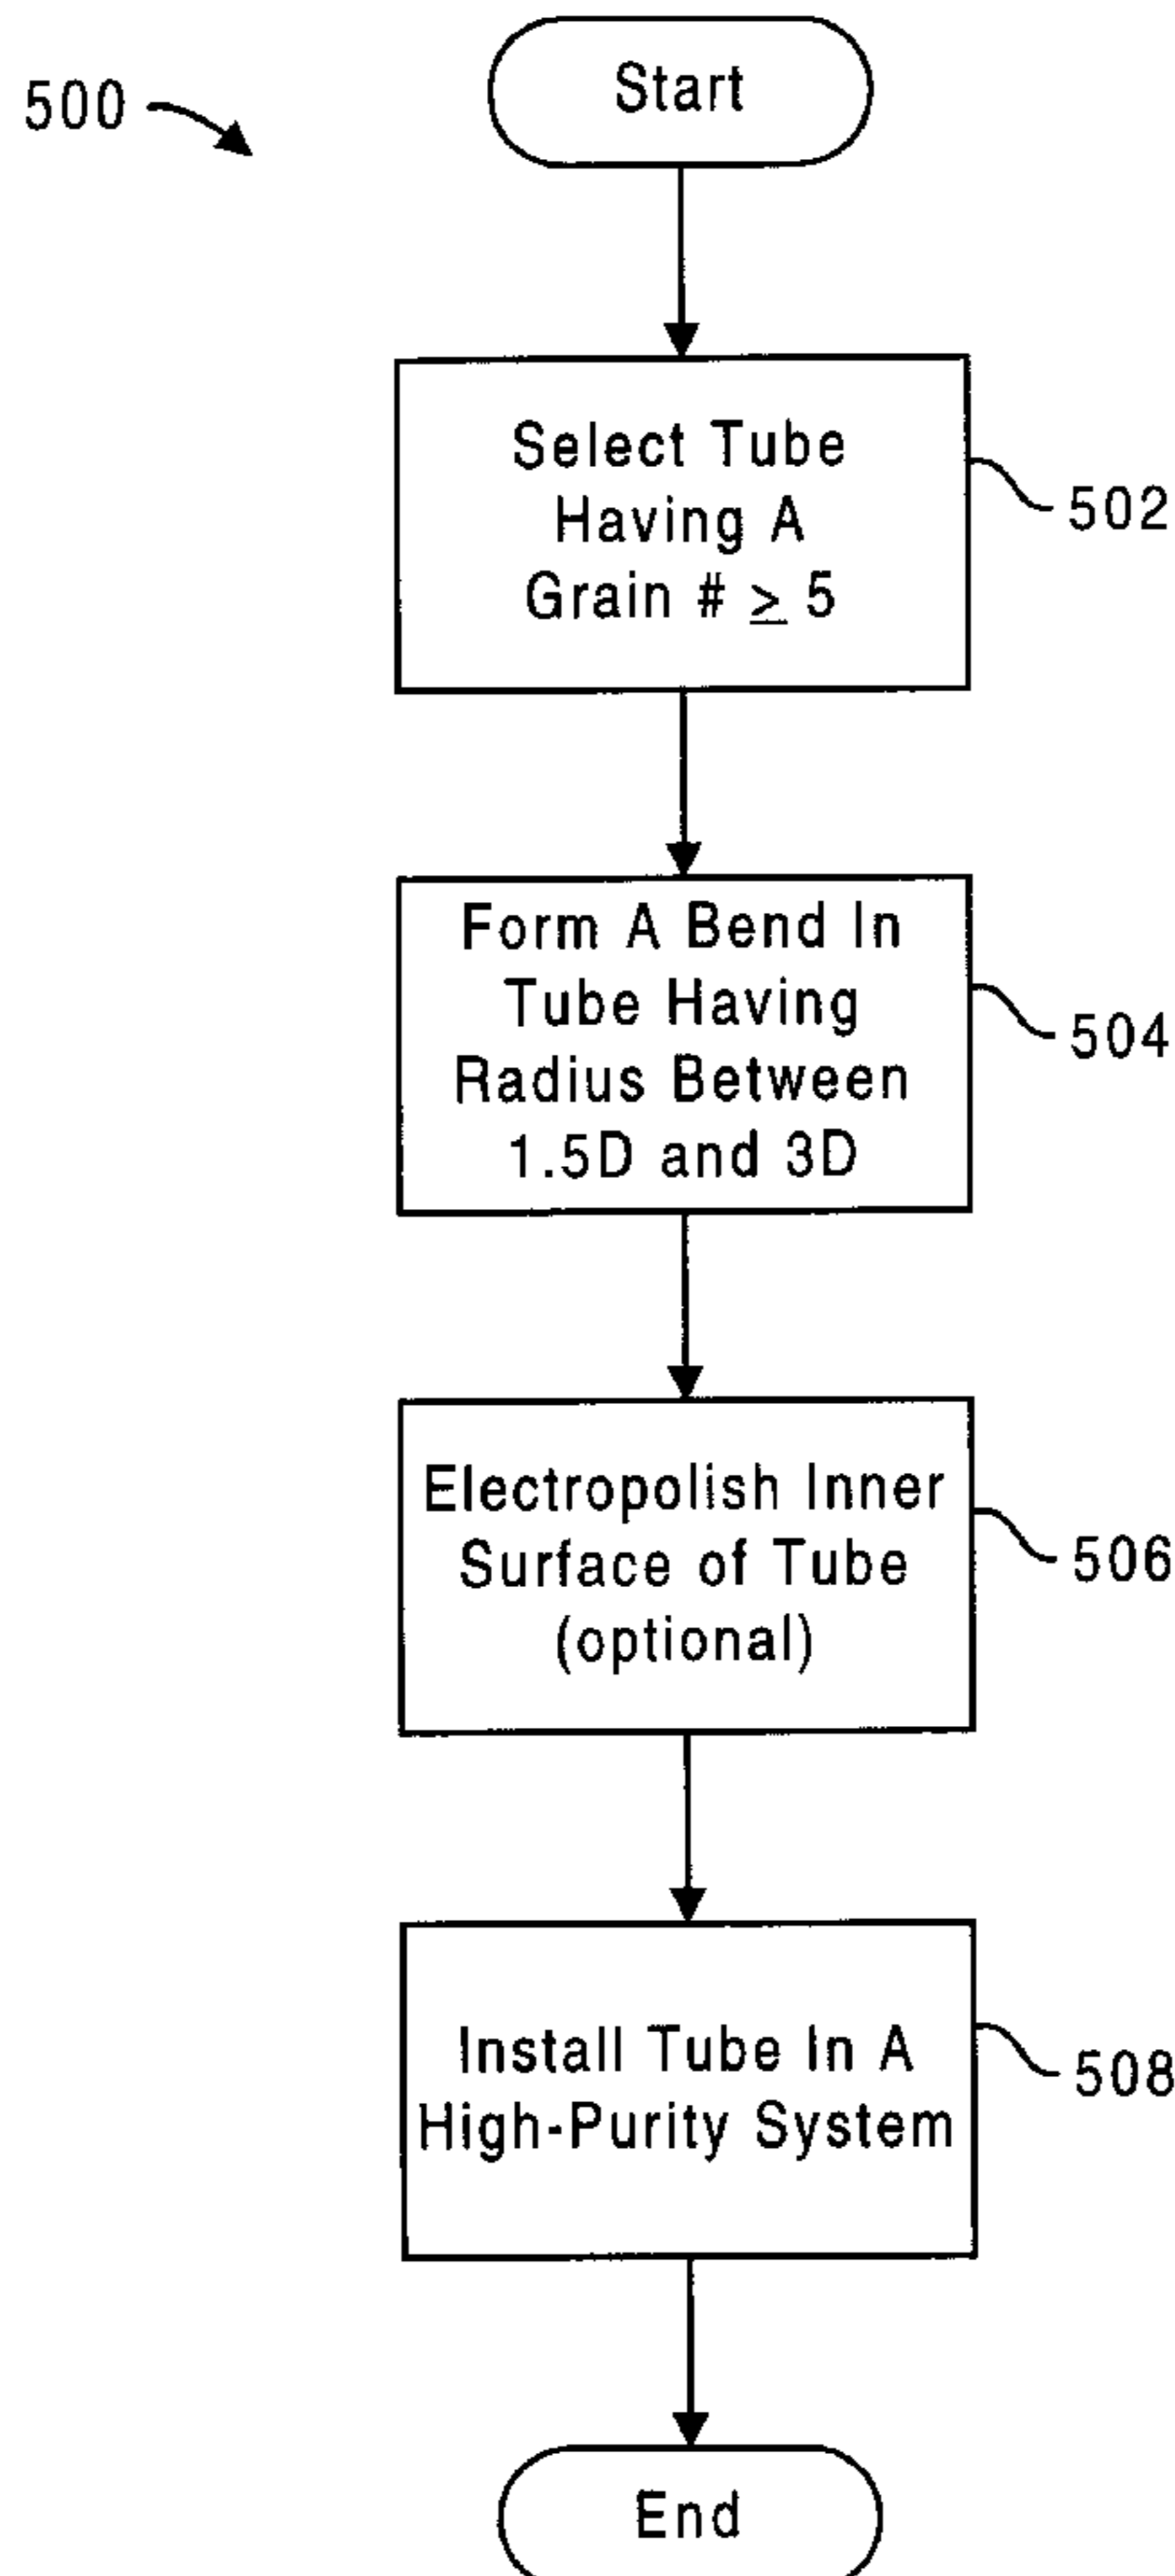 500
Start
Select Tube
Having A
Grain # ≥ 5
502
Form A Bend In
Tube Having
Radius Between
1.5D and 3D
504
Electropolish Inner
Surface of Tube
(optional)
506
Install Tube In A
High-Purity System
508
End